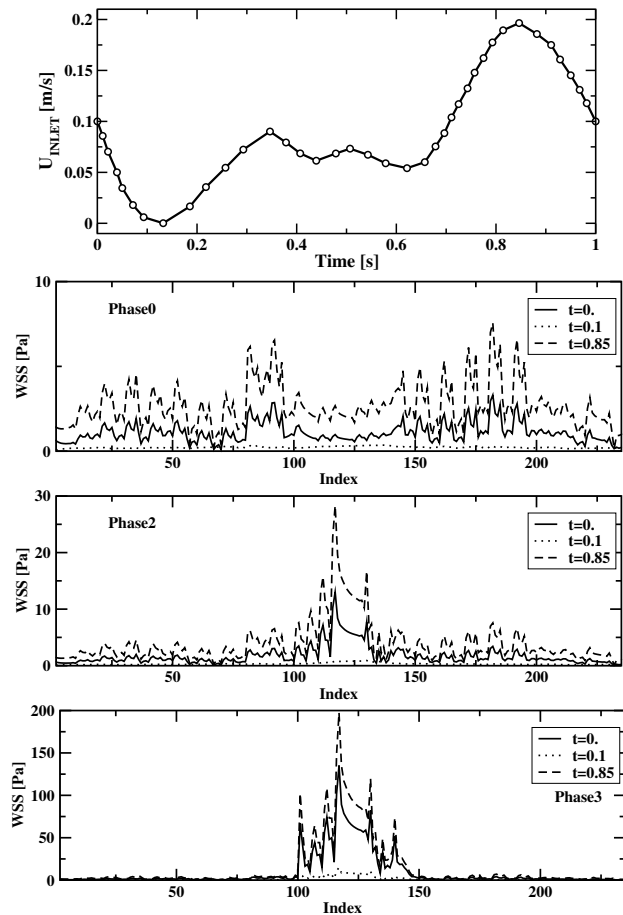 0.2
0.15
0.1
0.05
0
U_INLET [m/s]
0 0.2 0.4 0.6 0.8 1
Time [s]
10
5
0
WSS [Pa]
Phase0
t=0.
t=0.1
t=0.85
50 100 150 200
Index
30
20
10
0
WSS [Pa]
Phase2
t=0.
t=0.1
t=0.85
50 100 150 200
Index
200
150
100
50
0
WSS [Pa]
t=0.
t=0.1
t=0.85
Phase3
50 100 150 200
Index